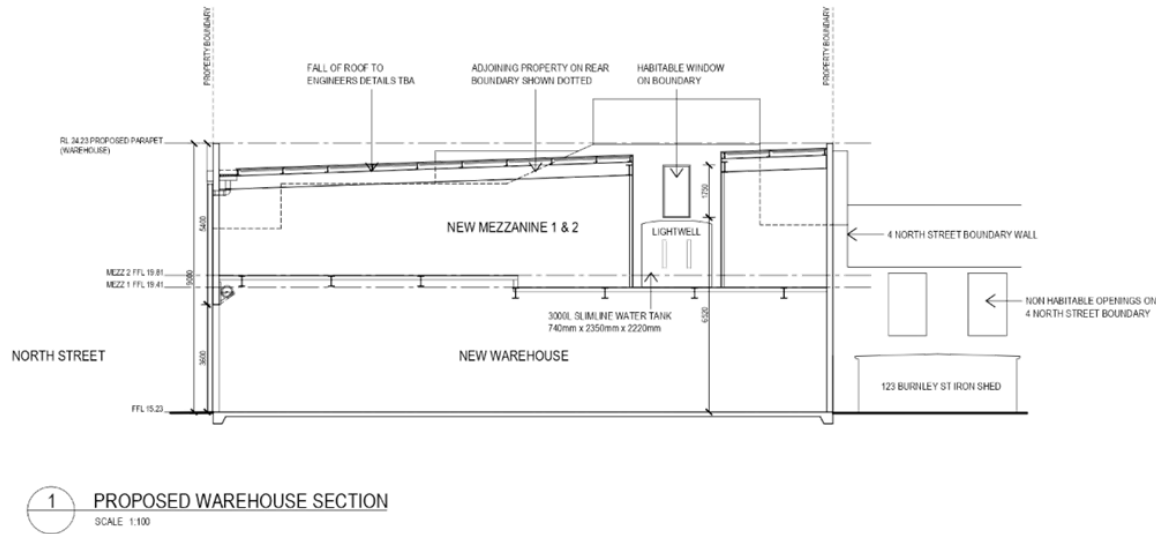 PROPERTY BOUNDARY
PROPERTY BOUNDARY
FALL OF ROOF TO
ENGINEERS DETAILS TBA
ADJOINING PROPERTY ON REAR
BOUNDARY SHOWN DOTTED
HABITABLE WINDOW
ON BOUNDARY
RL 24.23 PROPOSED PARAPET
(WAREHOUSE)
NEW MEZZANINE 1 & 2
LIGHTWELL
5400
9000
4 NORTH STREET BOUNDARY WALL
MEZZ 2 FFL 19.81
MEZZ 1 FFL 19.41
3000L SLIMLINE WATER TANK
740mm x 2350mm x 2220mm
NON HABITABLE OPENINGS ON
4 NORTH STREET BOUNDARY
NORTH STREET
3600
NEW WAREHOUSE
123 BURNLEY ST IRON SHED
FFL 15.23
1 PROPOSED WAREHOUSE SECTION
SCALE 1:100